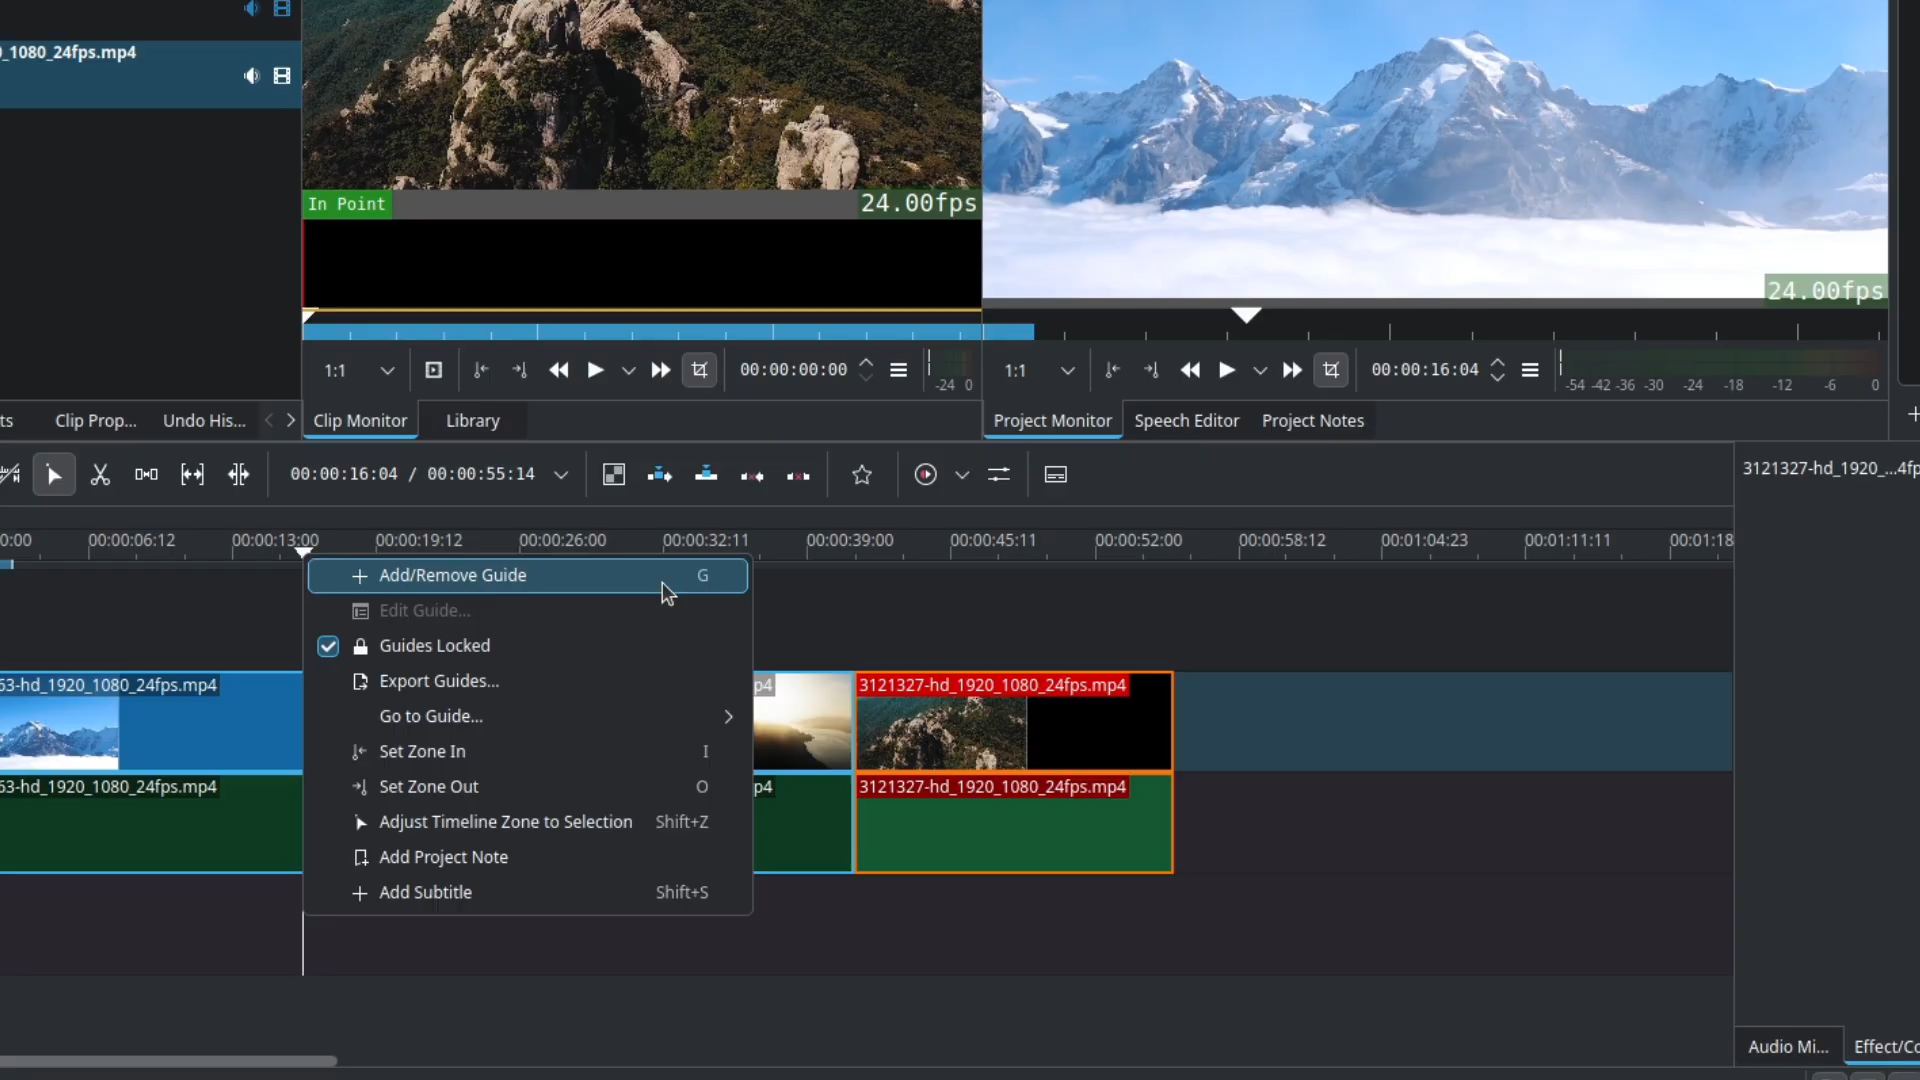 0_1080_24fps.mp4
In Point
24.00fps
24.00fps
1:1
00:00:00:00
-24 0
1:1
00:00:16:04
-54 -42 -36 -30 -24 -18 -12 -6 0
ts
Clip Prop...
Undo His...
Clip Monitor
Library
Project Monitor
Speech Editor
Project Notes
00:00:16:04 / 00:00:55:14
3121327-hd_1920_...4fp
0:00
00:00:06:12
00:00:13:00
00:00:19:12
00:00:26:00
00:00:32:11
00:00:39:00
00:00:45:11
00:00:52:00
00:00:58:12
00:01:04:23
00:01:11:11
00:01:18
Add/Remove Guide G
Edit Guide...
Guides Locked
Export Guides...
Go to Guide...
Set Zone In I
Set Zone Out O
Adjust Timeline Zone to Selection Shift+Z
Add Project Note
Add Subtitle Shift+S
63-hd_1920_1080_24fps.mp4
p4
3121327-hd_1920_1080_24fps.mp4
63-hd_1920_1080_24fps.mp4
p4
3121327-hd_1920_1080_24fps.mp4
Audio Mi...
Effect/Co